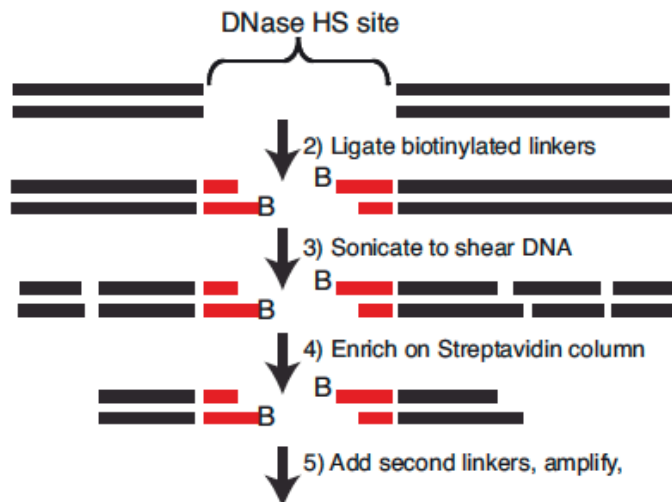 DNase HS site
2) Ligate biotinylated linkers
B
B
3) Sonicate to shear DNA
B
B
4) Enrich on Streptavidin column
B
B
5) Add second linkers, amplify,